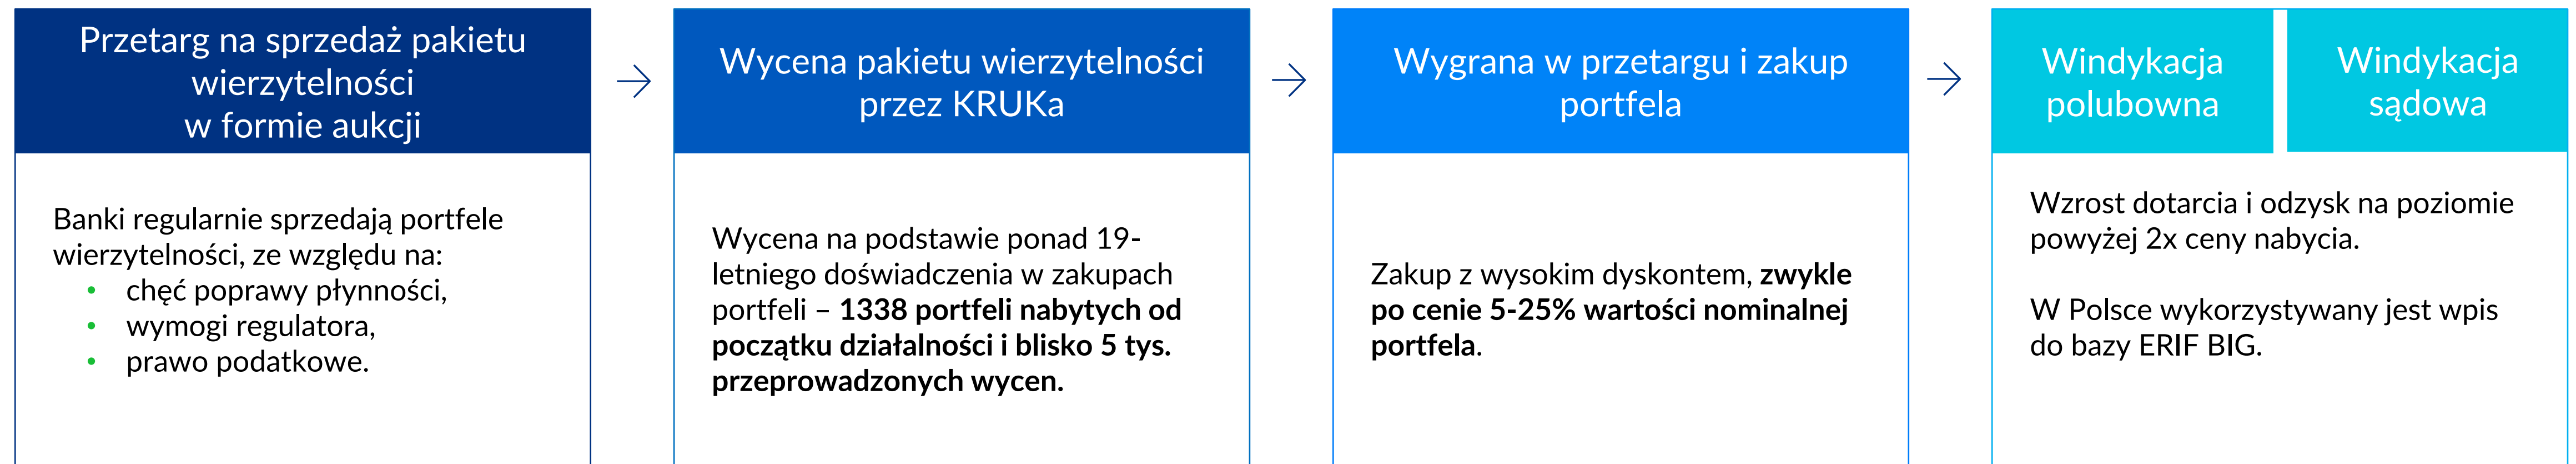 Przetarg na sprzedaż pakietu
wierzytelności
w formie aukcji
Banki regularnie sprzedają portfele
wierzytelności, ze względu na:
• chęć poprawy płynności,
• wymogi regulatora,
• prawo podatkowe.
Wycena pakietu wierzytelności
przez KRUKa
Wycena na podstawie ponad 19-
letniego doświadczenia w zakupach
portfeli – 1338 portfeli nabytych od
początku działalności i blisko 5 tys.
przeprowadzonych wycen.
Wygrana w przetargu i zakup
portfela
Zakup z wysokim dyskontem, zwykle
po cenie 5-25% wartości nominalnej
portfela.
Windykacja
polubowna
Windykacja
sądowa
Wzrost dotarcia i odzysk na poziomie
powyżej 2x ceny nabycia.
W Polsce wykorzystywany jest wpis
do bazy ERIF BIG.